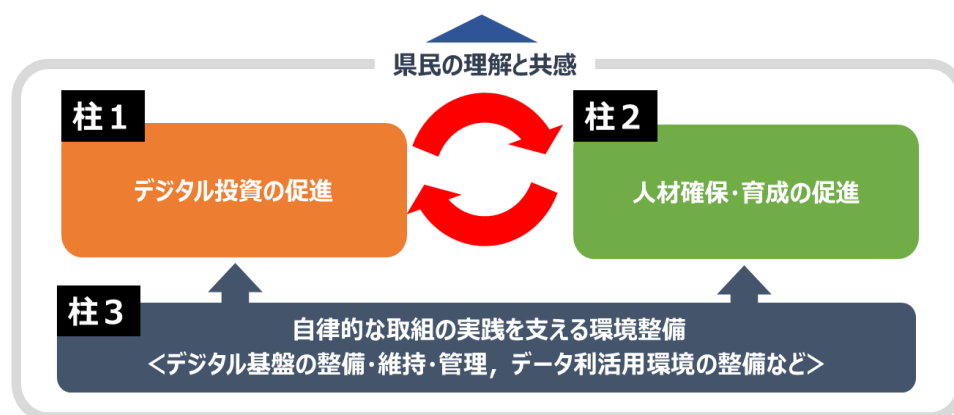 県民の理解と共感
柱１
デジタル投資の促進
柱２
人材確保・育成の促進
柱３
自律的な取組の実践を支える環境整備
＜デジタル基盤の整備・維持・管理，データ利活用環境の整備など＞